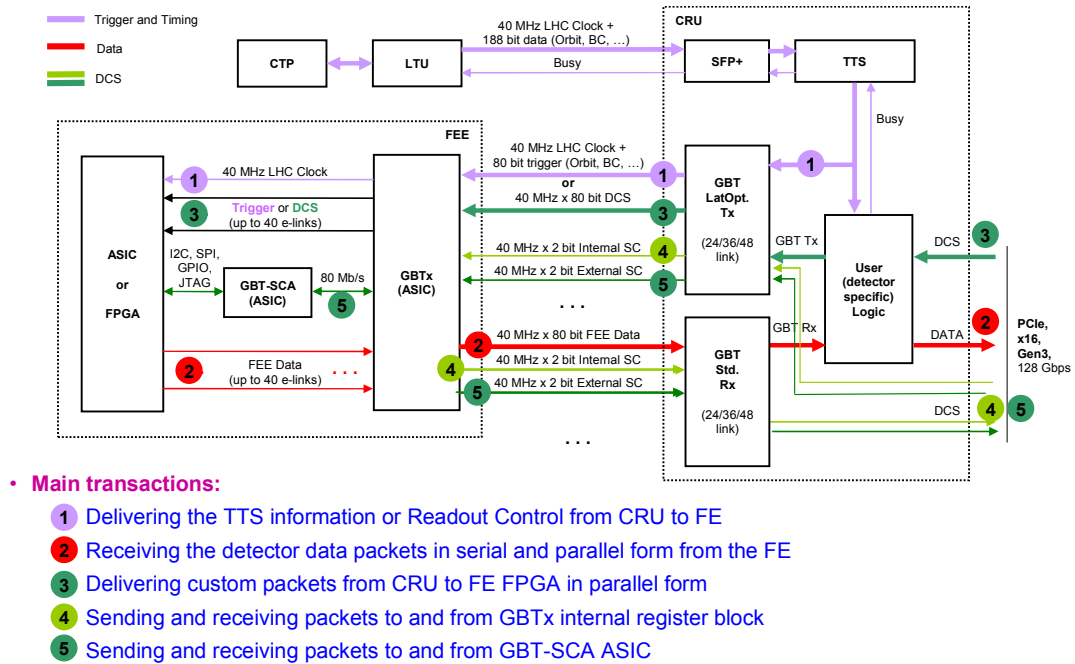 Trigger and Timing
Data
DCS
CRU
40 MHz LHC Clock +
188 bit data (Orbit, BC, …)
Busy
CTP
LTU
SFP+
TTS
Busy
FEE
40 MHz LHC Clock +
80 bit trigger (Orbit, BC, …)
or
40 MHz x 80 bit DCS
1
1
3
GBT
LatOpt.
Tx
(24/36/48
link)
1
40 MHz LHC Clock
3
Trigger or DCS
(up to 40 e-links)
ASIC
or
FPGA
I2C, SPI,
GPIO,
JTAG
GBT-SCA
(ASIC)
80 Mb/s
5
GBTx
(ASIC)
40 MHz x 2 bit Internal SC
4
40 MHz x 2 bit External SC
5
. . .
GBT Tx
User
(detector
specific)
Logic
DCS
3
2
FEE Data
. . .
(up to 40 e-links)
40 MHz x 80 bit FEE Data
2
40 MHz x 2 bit Internal SC
4
40 MHz x 2 bit External SC
5
. . .
GBT
Std.
Rx
(24/36/48
link)
GBT Rx
DATA
2
PCIe,
x16,
Gen3,
128 Gbps
DCS
4
5
• Main transactions:
1 Delivering the TTS information or Readout Control from CRU to FE
2 Receiving the detector data packets in serial and parallel form from the FE
3 Delivering custom packets from CRU to FE FPGA in parallel form
4 Sending and receiving packets to and from GBTx internal register block
5 Sending and receiving packets to and from GBT-SCA ASIC